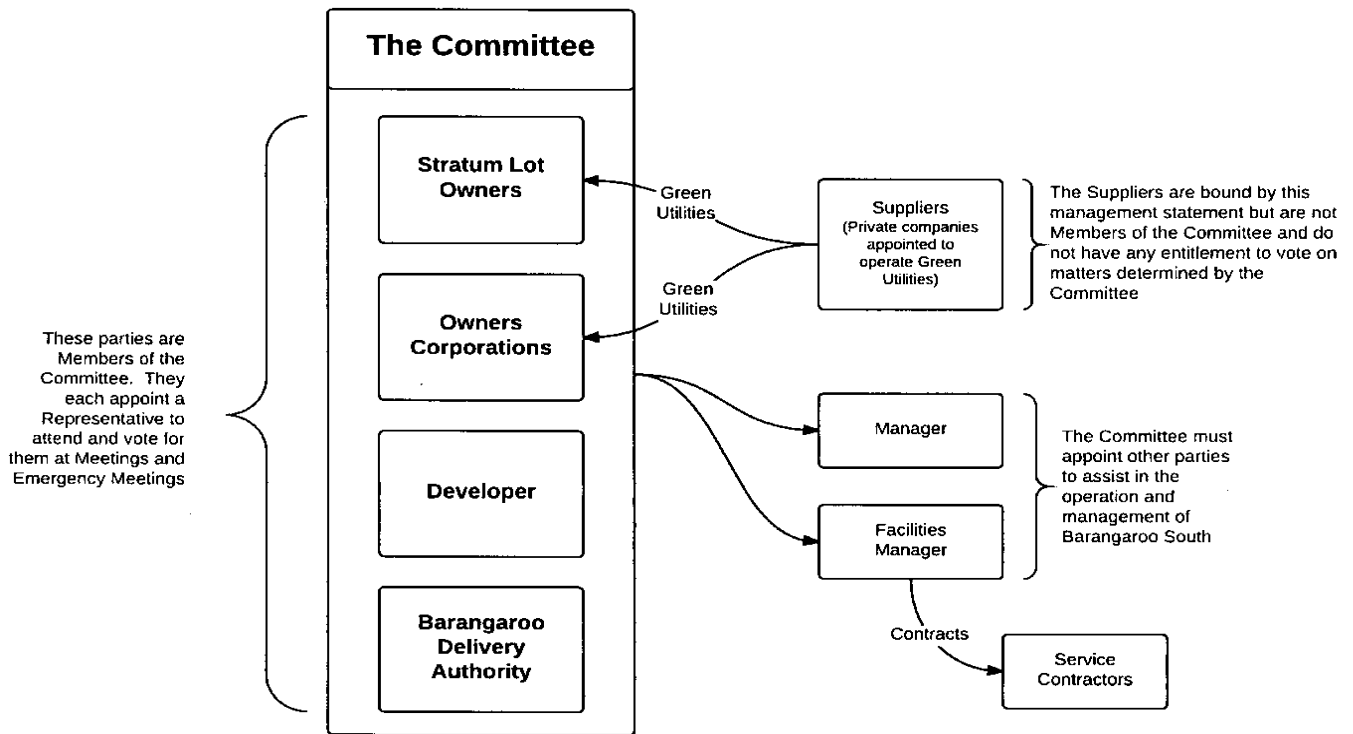 The Committee
Stratum Lot
Owners
Owners
Corporations
Developer
Barangaroo
Delivery
Authority
These parties are
Members of the
Committee. They
each appoint a
Representative to
attend and vote for
them at Meetings and
Emergency Meetings
Green
Utilities
Green
Utilities
Suppliers
(Private companies
appointed to
operate Green
Utilities)
The Suppliers are bound by this
management statement but are not
Members of the Committee and do
not have any entitlement to vote on
matters determined by the
Committee
Manager
Facilities
Manager
The Committee must
appoint other parties
to assist in the
operation and
management of
Barangaroo South
Contracts
Service
Contractors